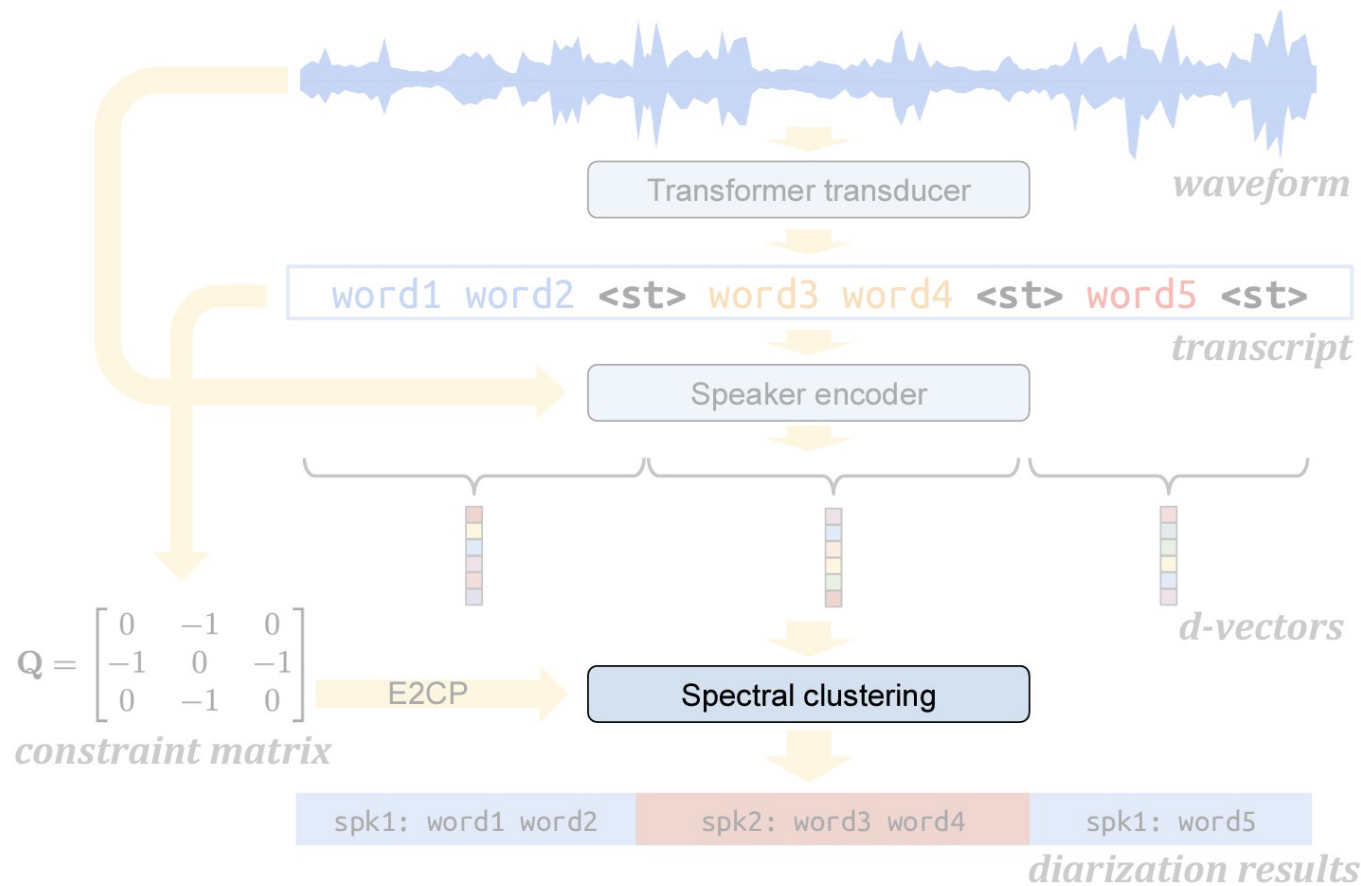 waveform
Transformer transducer
word1 word2 <st> word3 word4 <st> word5 <st>
transcript
Speaker encoder
d-vectors
Q = [ 0 −1 0
−1 0 −1
0 −1 0 ]
constraint matrix
E2CP
Spectral clustering
spk1: word1 word2 spk2: word3 word4 spk1: word5
diarization results